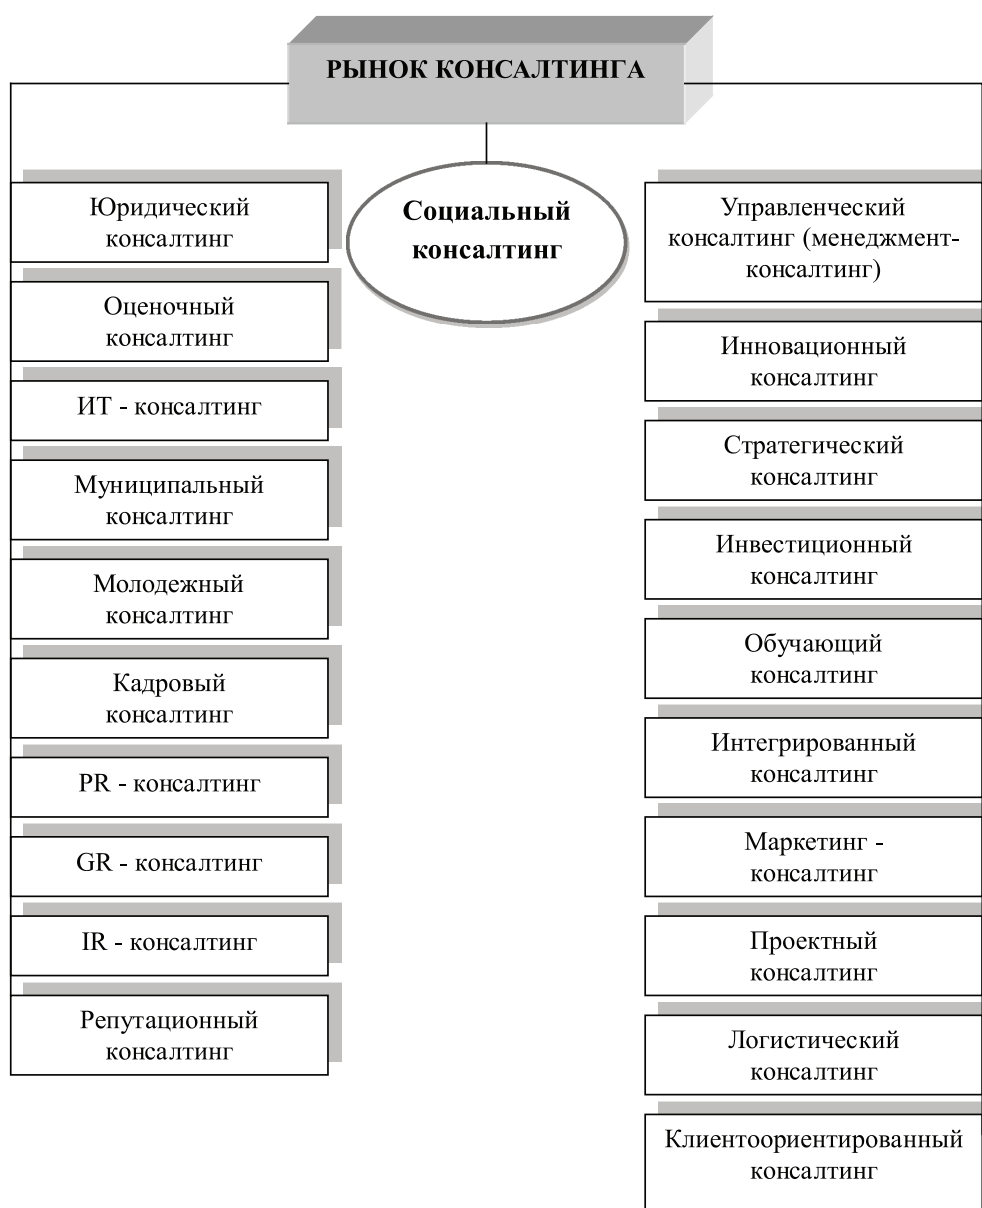 РЫНОК КОНСАЛТИНГА
Социальный
консалтинг
Юридический
консалтинг
Оценочный
консалтинг
ИТ - консалтинг
Муниципальный
консалтинг
Молодежный
консалтинг
Кадровый
консалтинг
PR - консалтинг
GR - консалтинг
IR - консалтинг
Репутационный
консалтинг
Управленческий
консалтинг (менеджмент-
консалтинг)
Инновационный
консалтинг
Стратегический
консалтинг
Инвестиционный
консалтинг
Обучающий
консалтинг
Интегрированный
консалтинг
Маркетинг -
консалтинг
Проектный
консалтинг
Логистический
консалтинг
Клиентоориентированный
консалтинг